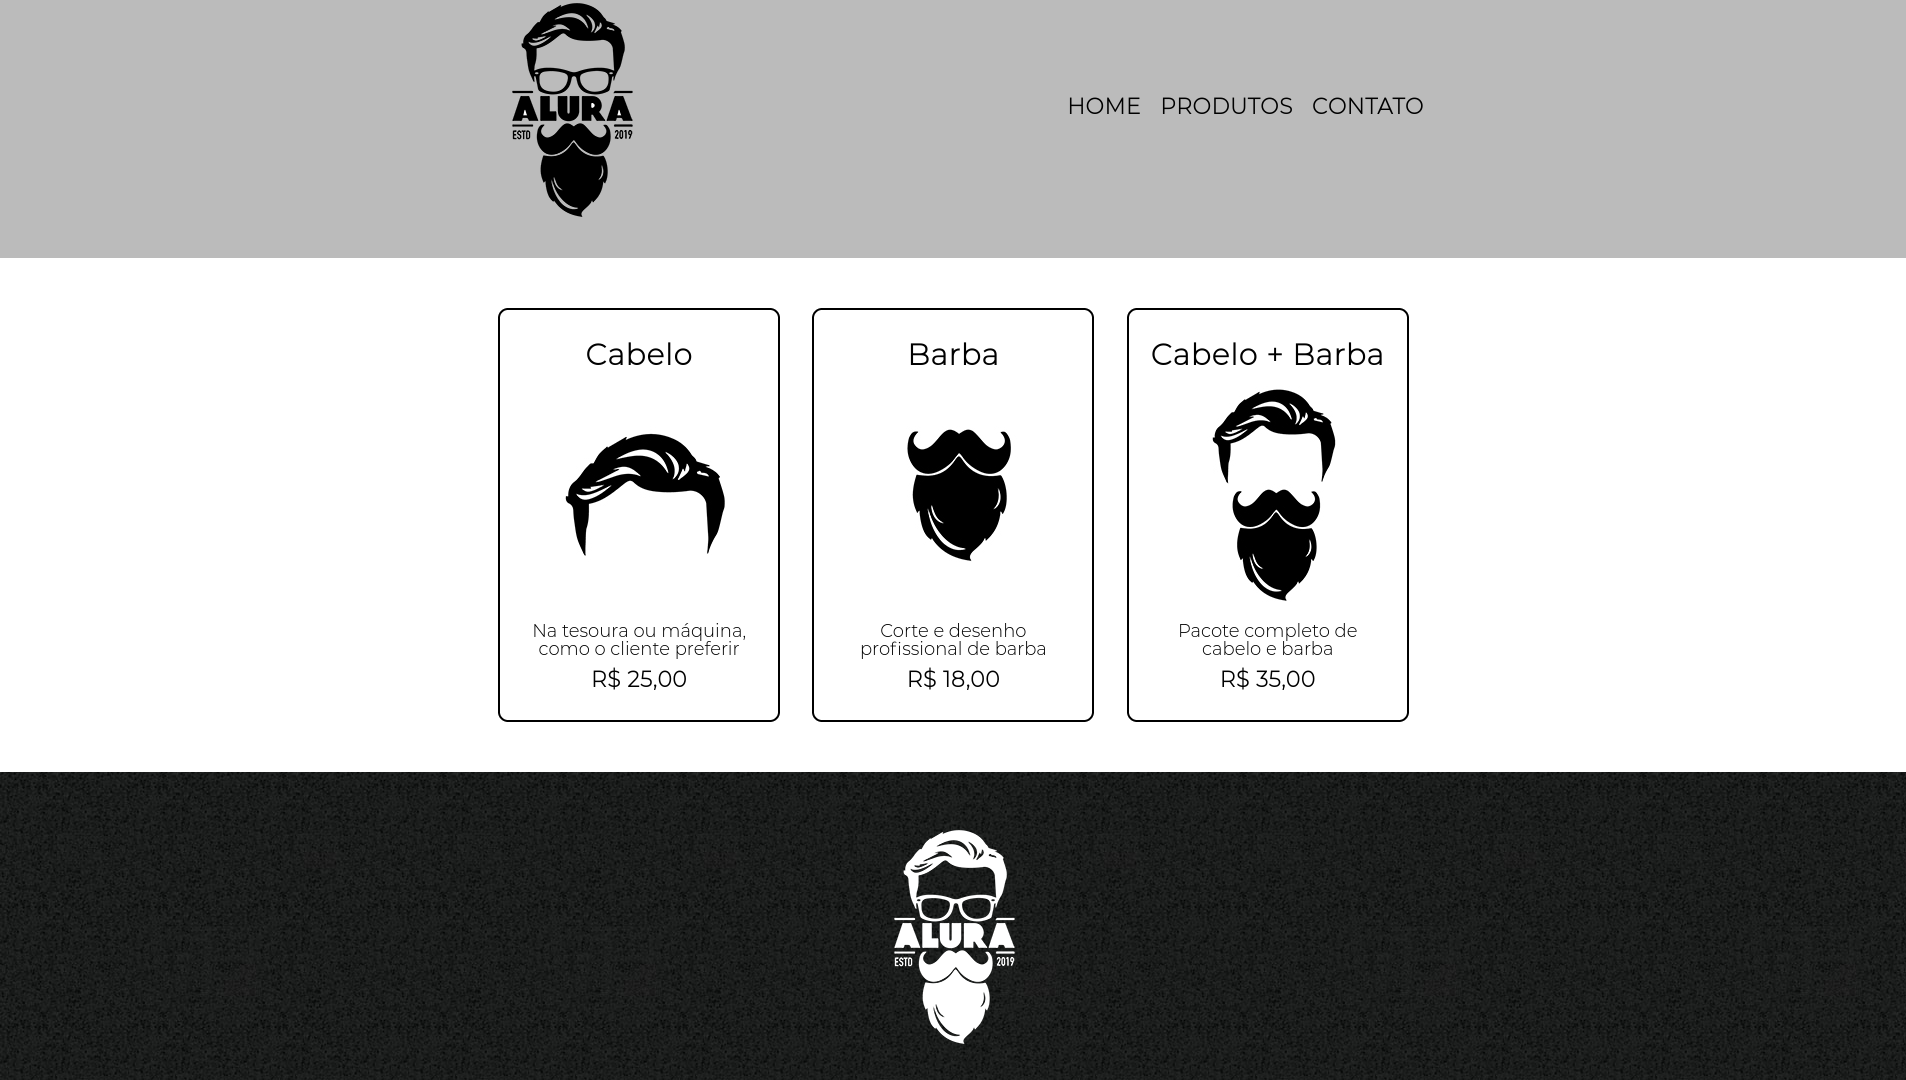 ALURA
ESTD 2019
HOME PRODUTOS CONTATO
Cabelo
Na tesoura ou máquina,
como o cliente preferir
R$ 25,00
Barba
Corte e desenho
profissional de barba
R$ 18,00
Cabelo + Barba
Pacote completo de
cabelo e barba
R$ 35,00
ALURA
ESTD 2019